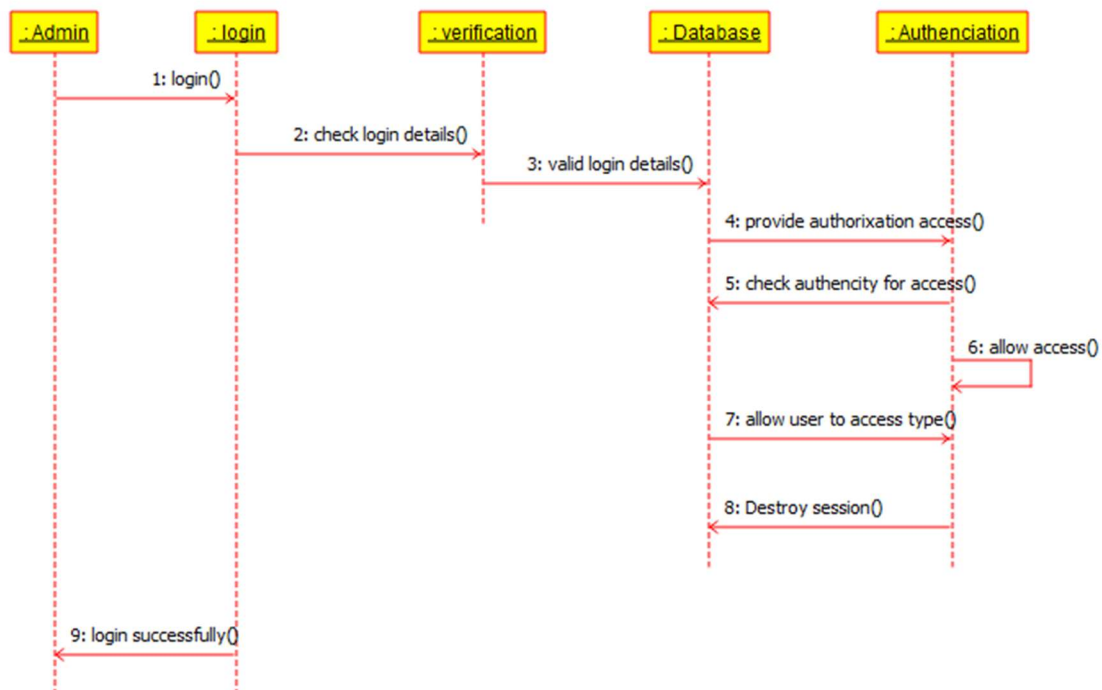 : Admin
: login
: verification
: Database
: Authenciation
1: login()
2: check login details()
3: valid login details()
4: provide authorixation access()
5: check authencity for access()
6: allow access()
7: allow user to access type()
8: Destroy session()
9: login successfully()